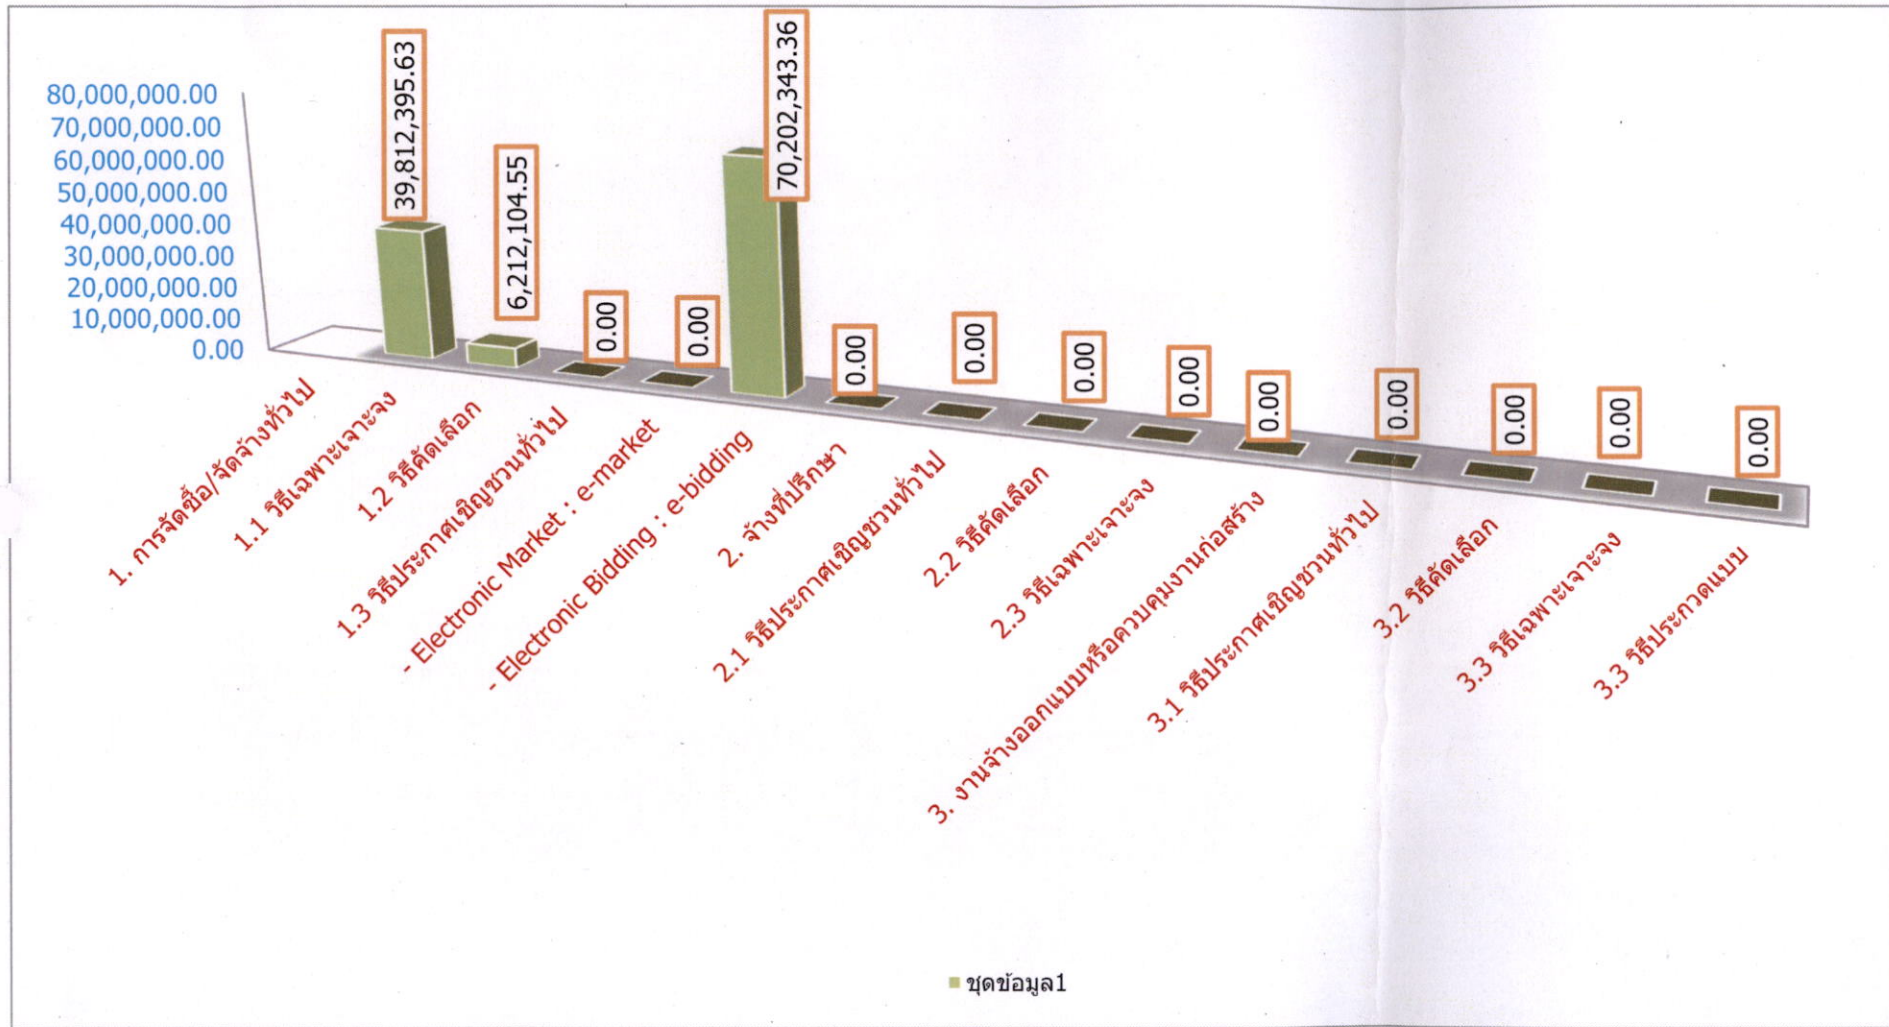 80,000,000.00
70,000,000.00
60,000,000.00
50,000,000.00
40,000,000.00
30,000,000.00
20,000,000.00
10,000,000.00
0.00
39,812,395.63
6,212,104.55
0.00
0.00
70,202,343.36
0.00
0.00
0.00
0.00
0.00
0.00
0.00
0.00
0.00
1. การจัดซื้อ/จัดจ้างทั่วไป
1.1 วิธีเฉพาะเจาะจง
1.2 วิธีคัดเลือก
1.3 วิธีประกาศเชิญชวนทั่วไป
- Electronic Market : e-market
- Electronic Bidding : e-bidding
2. จ้างที่ปรึกษา
2.1 วิธีประกาศเชิญชวนทั่วไป
2.2 วิธีคัดเลือก
2.3 วิธีเฉพาะเจาะจง
3. งานจ้างออกแบบหรือควบคุมงานก่อสร้าง
3.1 วิธีประกาศเชิญชวนทั่วไป
3.2 วิธีคัดเลือก
3.3 วิธีเฉพาะเจาะจง
3.3 วิธีประกวดแบบ
ชุดข้อมูล1